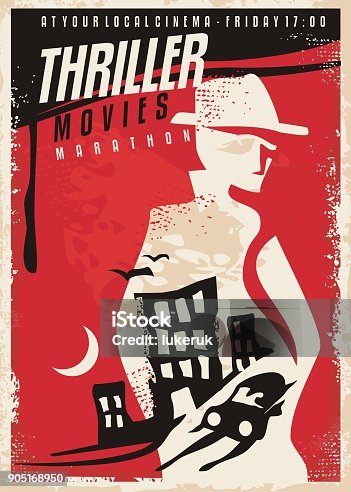 AT YOUR LOCAL CINEMA - FRIDAY 17:00
THRILLER
MOVIES
MARATHON
iStock
Credit: lukeruk
905168950